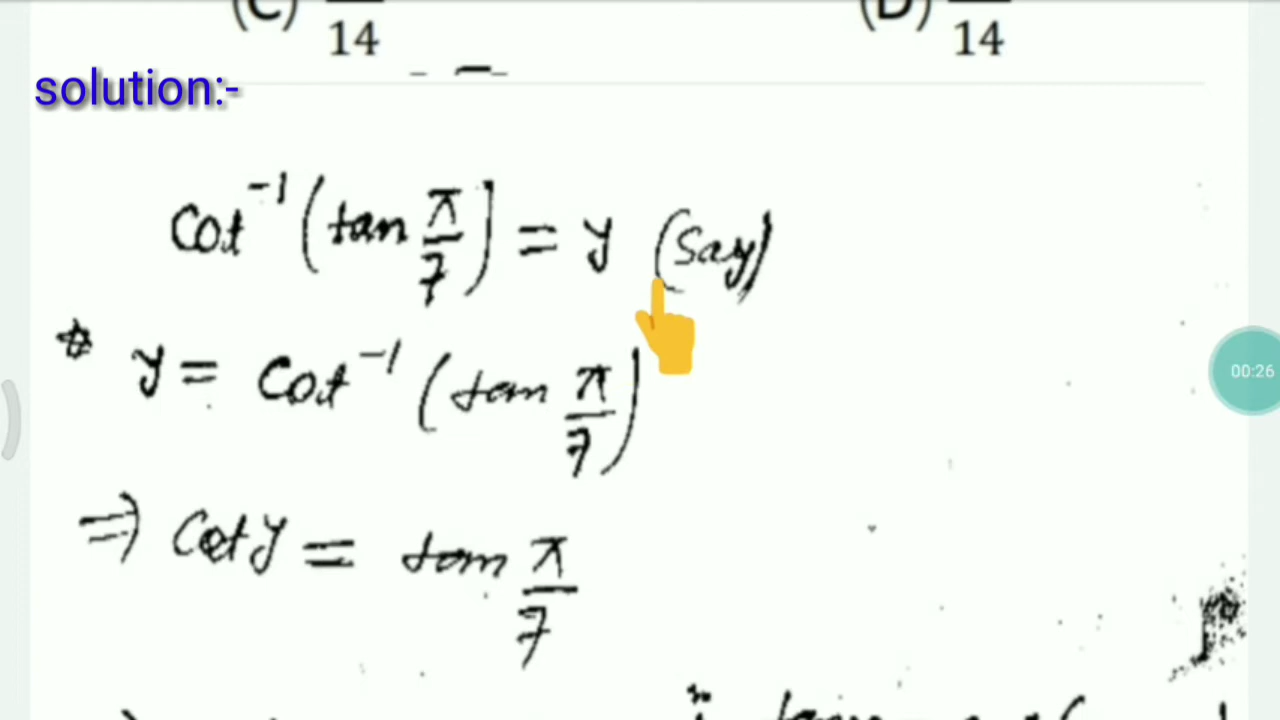 (C) 14 (D) 14
solution:-
Cot⁻¹(tan π/7) = y (Say)
y = Cot⁻¹(tan π/7)
00:26
⇒ Cot y = tan π/7